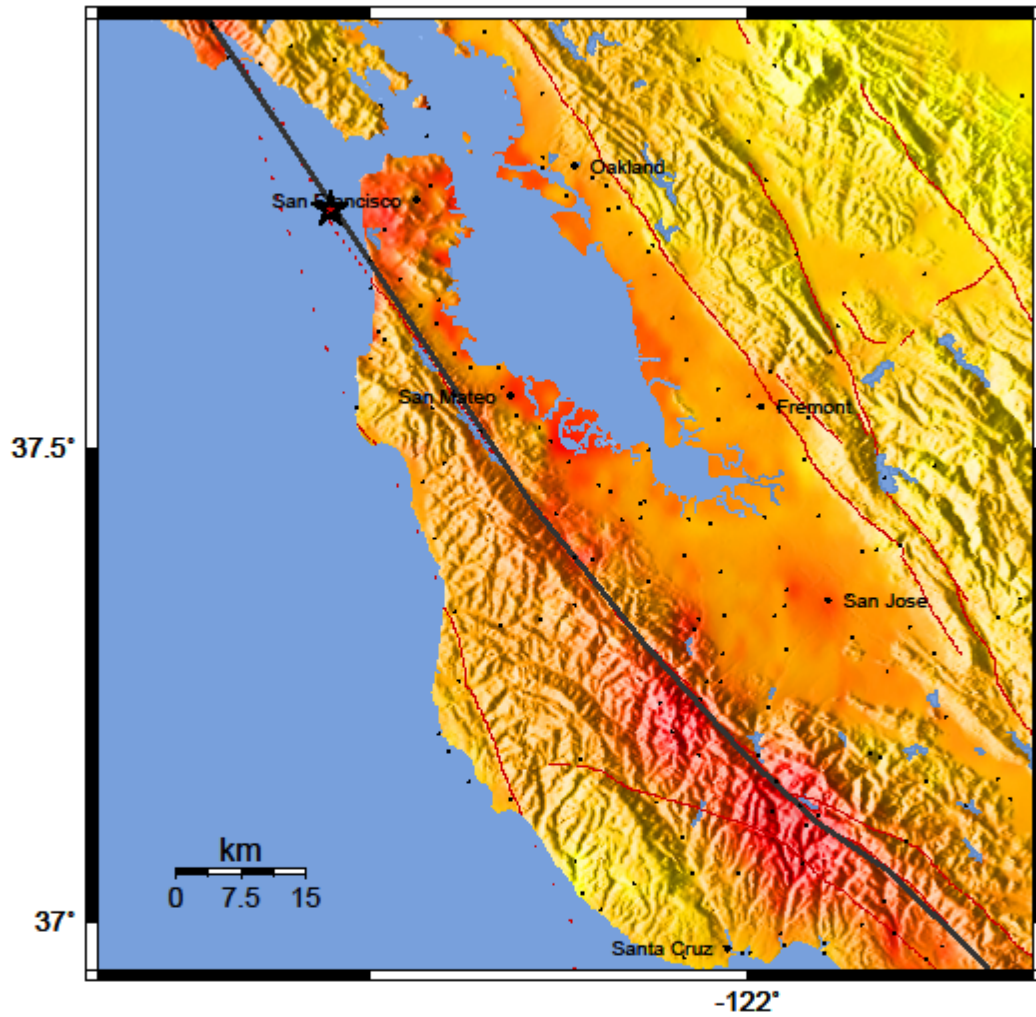 Oakland
San Francisco
San Mateo
Fremont
37.5°
San Jose
km
0 7.5 15
37°
Santa Cruz
-122°